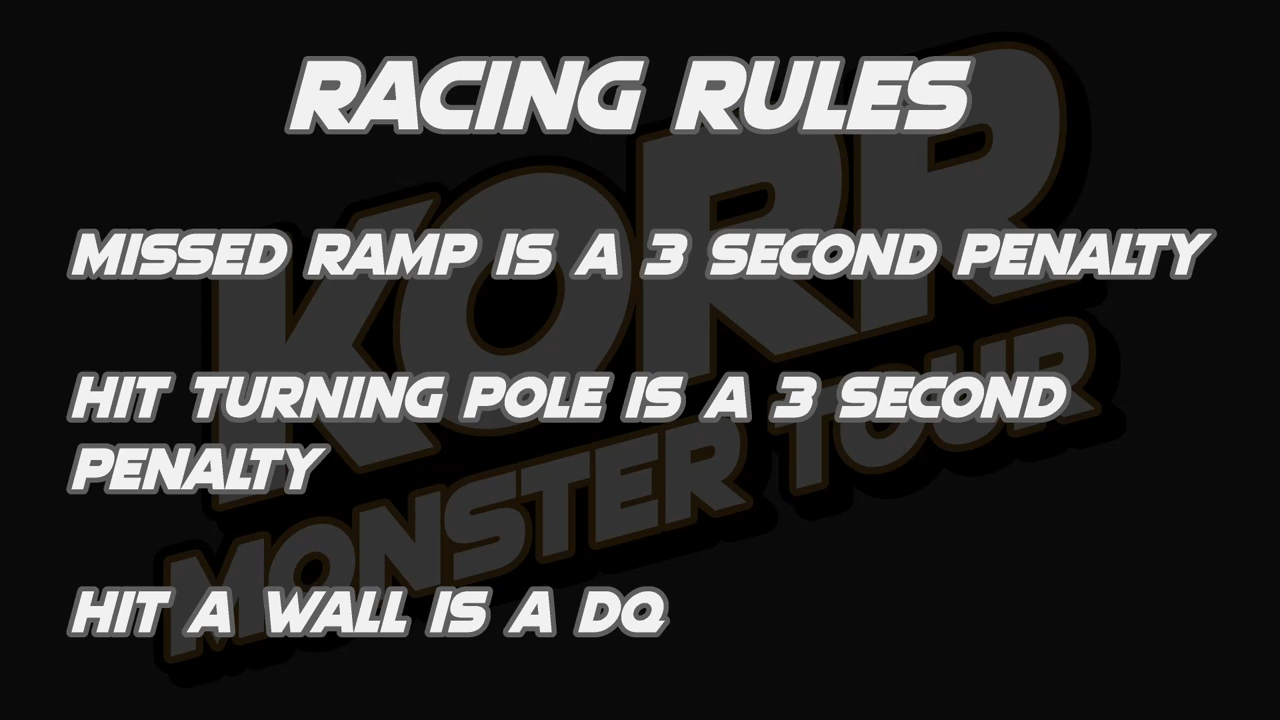 RACING RULES
MISSED RAMP IS A 3 SECOND PENALTY
HIT TURNING POLE IS A 3 SECOND
PENALTY
HIT A WALL IS A DQ
KORR
MONSTER TOUR